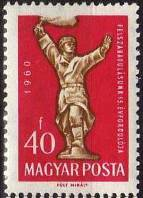 1960
FELSZABADULÁSUNK 15. ÉVFORDULÓJA
f
40
MAGYAR POSTA